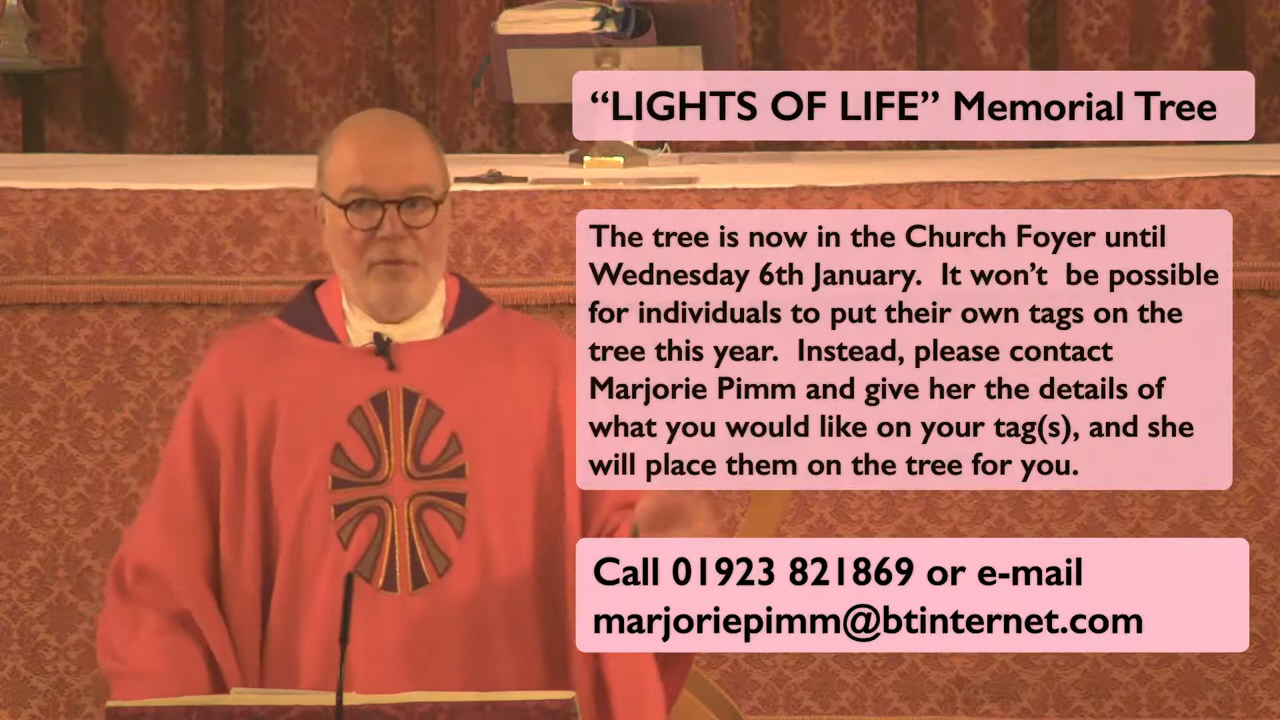 “LIGHTS OF LIFE” Memorial Tree
The tree is now in the Church Foyer until
Wednesday 6th January.  It won’t  be possible
for individuals to put their own tags on the
tree this year.  Instead, please contact
Marjorie Pimm and give her the details of
what you would like on your tag(s), and she
will place them on the tree for you.
Call 01923 821869 or e-mail
marjoriepimm@btinternet.com